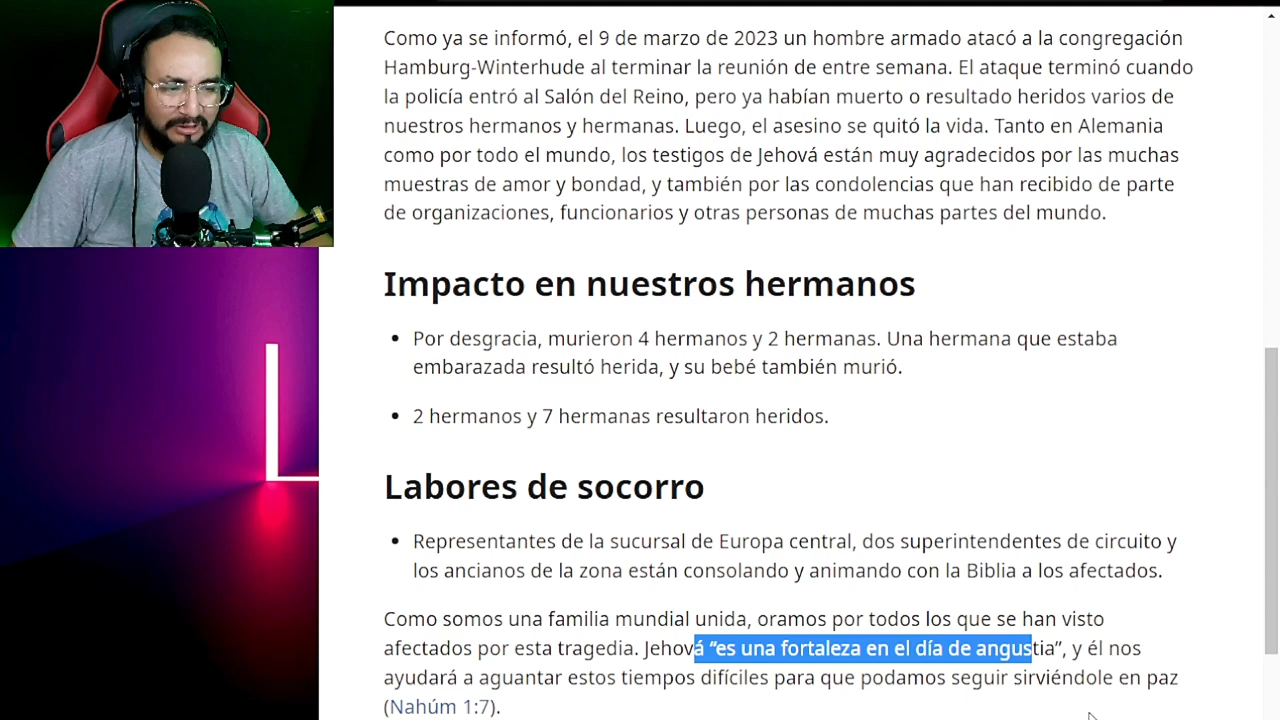 Como ya se informó, el 9 de marzo de 2023 un hombre armado atacó a la congregación
Hamburg-Winterhude al terminar la reunión de entre semana. El ataque terminó cuando
la policía entró al Salón del Reino, pero ya habían muerto o resultado heridos varios de
nuestros hermanos y hermanas. Luego, el asesino se quitó la vida. Tanto en Alemania
como por todo el mundo, los testigos de Jehová están muy agradecidos por las muchas
muestras de amor y bondad, y también por las condolencias que han recibido de parte
de organizaciones, funcionarios y otras personas de muchas partes del mundo.
Impacto en nuestros hermanos
• Por desgracia, murieron 4 hermanos y 2 hermanas. Una hermana que estaba
embarazada resultó herida, y su bebé también murió.
• 2 hermanos y 7 hermanas resultaron heridos.
Labores de socorro
• Representantes de la sucursal de Europa central, dos superintendentes de circuito y
los ancianos de la zona están consolando y animando con la Biblia a los afectados.
Como somos una familia mundial unida, oramos por todos los que se han visto
afectados por esta tragedia. Jehová “es una fortaleza en el día de angustia”, y él nos
ayudará a aguantar estos tiempos difíciles para que podamos seguir sirviéndole en paz
(Nahúm 1:7).